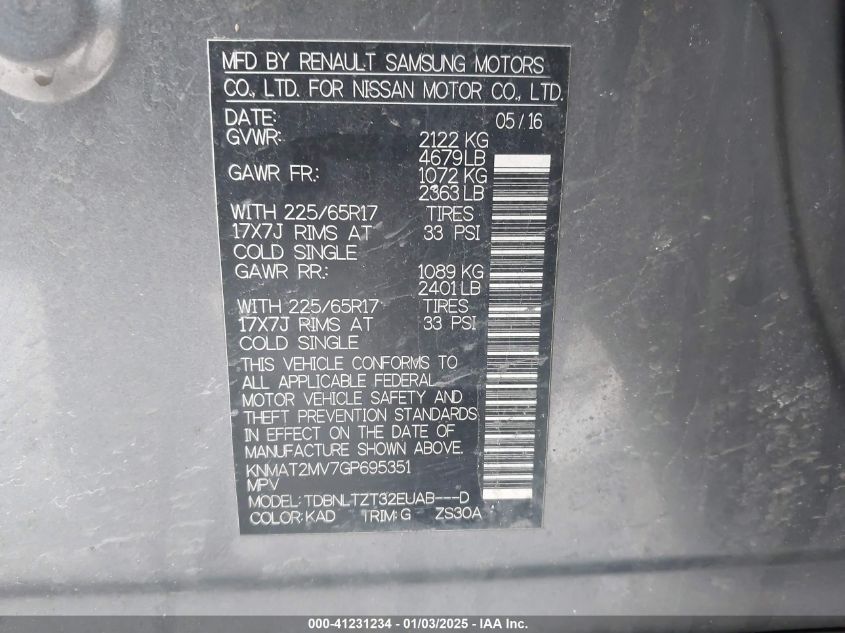 MFD BY RENAULT SAMSUNG MOTORS
CO., LTD. FOR NISSAN MOTOR CO., LTD.
DATE: 05/16
GVWR: 2122 KG
4679LB
GAWR FR.: 1072 KG
2363 LB
WITH 225/65R17 TIRES
17X7J RIMS AT 33 PSI
COLD SINGLE
GAWR RR.: 1089 KG
2401 LB
WITH 225/65R17 TIRES
17X7J RIMS AT 33 PSI
COLD SINGLE
THIS VEHICLE CONFORMS TO
ALL APPLICABLE FEDERAL
MOTOR VEHICLE SAFETY AND
THEFT PREVENTION STANDARDS
IN EFFECT ON THE DATE OF
MANUFACTURE SHOWN ABOVE.
KNMAT2MV7GP695351
MPV
MODEL: TDBNLTZT32EUAB---D
COLOR: KAD TRIM: G ZS30A
000-41231234 - 01/03/2025 - IAA Inc.